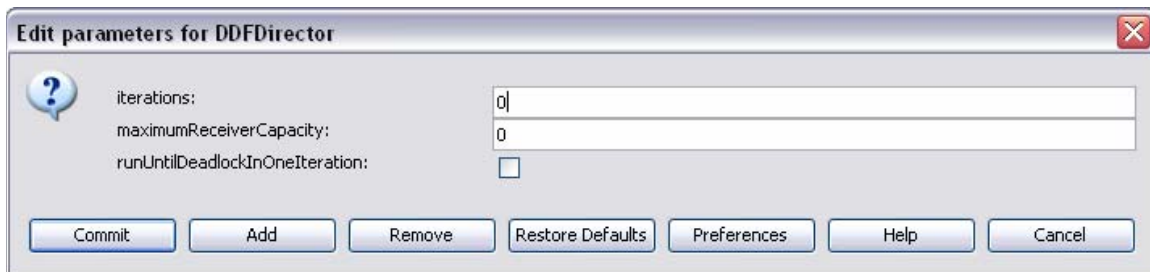 Edit parameters for DDFDirector
iterations: 0
maximumReceiverCapacity: 0
runUntilDeadlockInOneIteration:
Commit Add Remove Restore Defaults Preferences Help Cancel